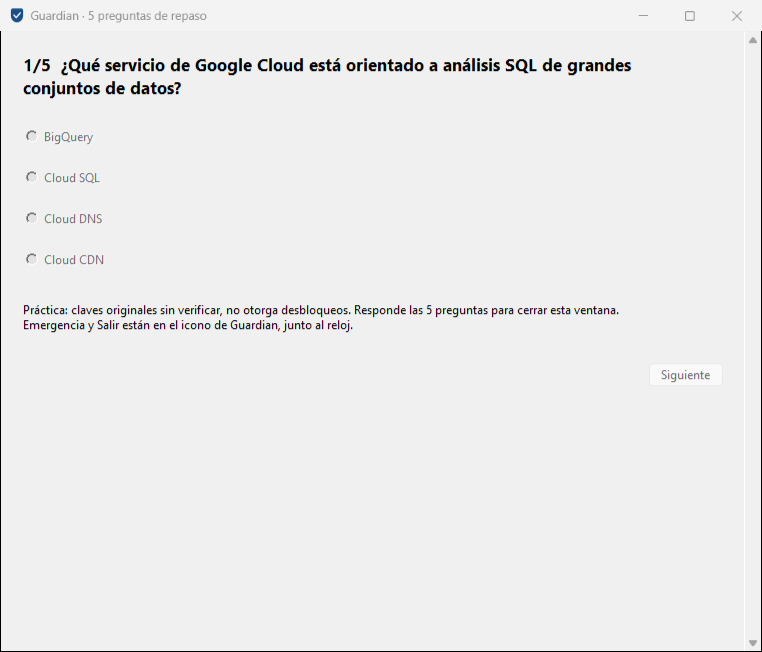 Guardian · 5 preguntas de repaso
1/5 ¿Qué servicio de Google Cloud está orientado a análisis SQL de grandes
conjuntos de datos?
BigQuery
Cloud SQL
Cloud DNS
Cloud CDN
Práctica: claves originales sin verificar, no otorga desbloqueos. Responde las 5 preguntas para cerrar esta ventana.
Emergencia y Salir están en el icono de Guardian, junto al reloj.
Siguiente